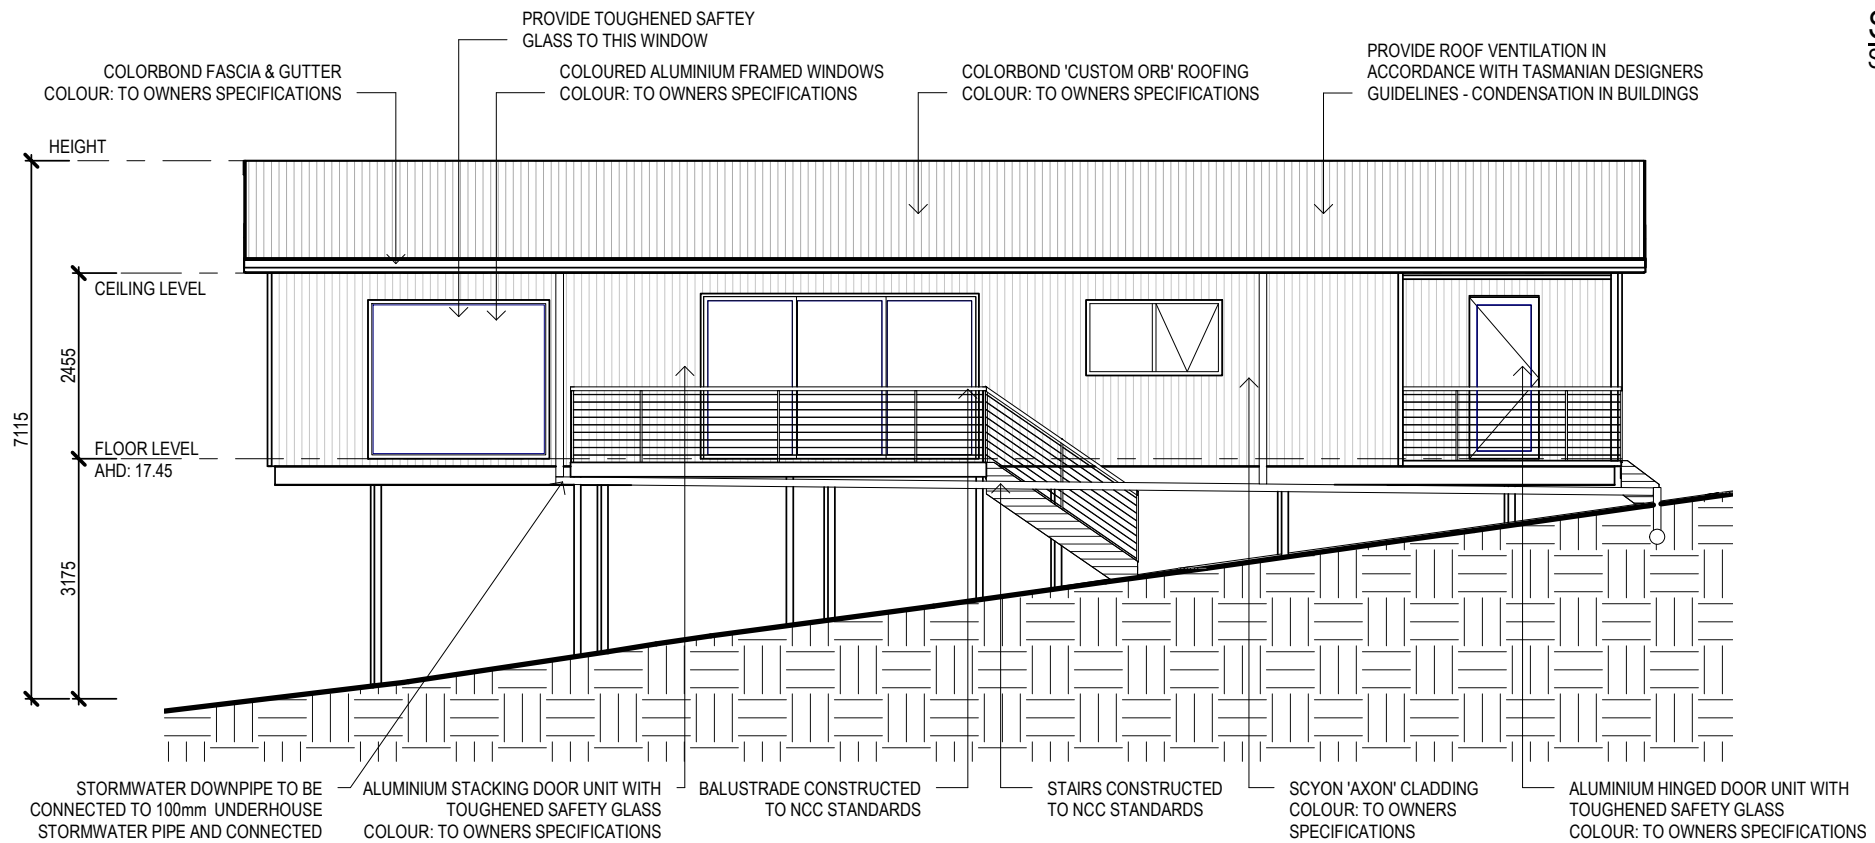 PROVIDE TOUGHENED SAFTEY
GLASS TO THIS WINDOW
COLORBOND FASCIA & GUTTER
COLOUR: TO OWNERS SPECIFICATIONS
COLOURED ALUMINIUM FRAMED WINDOWS
COLOUR: TO OWNERS SPECIFICATIONS
COLORBOND 'CUSTOM ORB' ROOFING
COLOUR: TO OWNERS SPECIFICATIONS
PROVIDE ROOF VENTILATION IN
ACCORDANCE WITH TASMANIAN DESIGNERS
GUIDELINES - CONDENSATION IN BUILDINGS
HEIGHT
CEILING LEVEL
2455
7115
FLOOR LEVEL
AHD: 17.45
3175
STORMWATER DOWNPIPE TO BE
CONNECTED TO 100mm UNDERHOUSE
STORMWATER PIPE AND CONNECTED
ALUMINIUM STACKING DOOR UNIT WITH
TOUGHENED SAFETY GLASS
COLOUR: TO OWNERS SPECIFICATIONS
BALUSTRADE CONSTRUCTED
TO NCC STANDARDS
STAIRS CONSTRUCTED
TO NCC STANDARDS
SCYON 'AXON' CLADDING
COLOUR: TO OWNERS
SPECIFICATIONS
ALUMINIUM HINGED DOOR UNIT WITH
TOUGHENED SAFETY GLASS
COLOUR: TO OWNERS SPECIFICATIONS